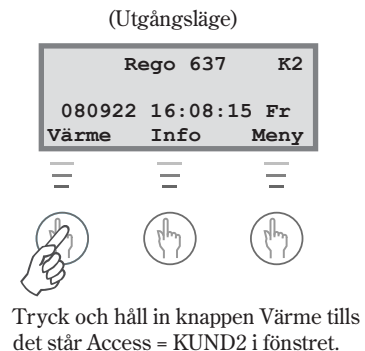 (Utgångsläge)
Rego 637 K2
080922 16:08:15 Fr
Värme Info Meny
Tryck och håll in knappen Värme tills
det står Access = KUND2 i fönstret.